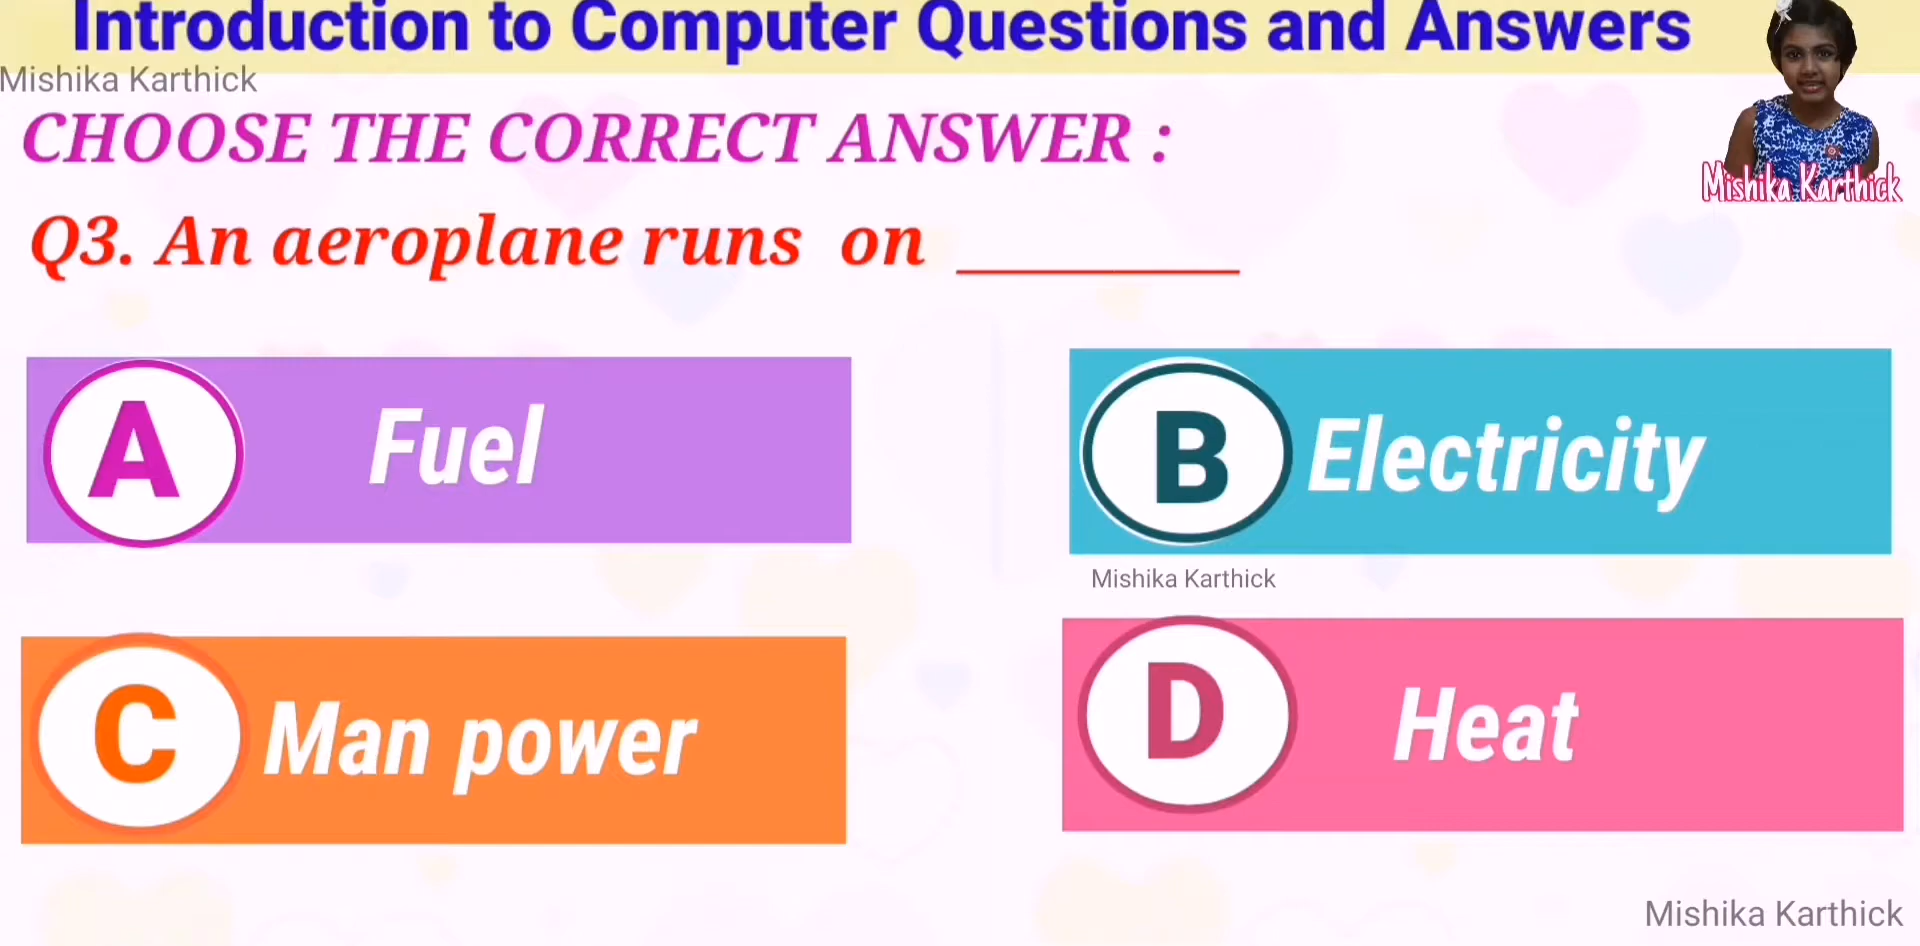 Introduction to Computer Questions and Answers
Mishika Karthick
CHOOSE THE CORRECT ANSWER :
Mishika Karthick
Q3. An aeroplane runs on ________
A Fuel
B Electricity
Mishika Karthick
C Man power
D Heat
Mishika Karthick